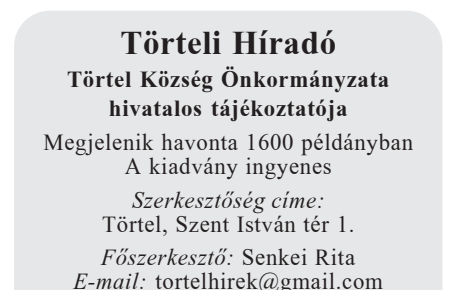 Törteli Híradó
Törtel Község Önkormányzata
hivatalos tájékoztatója
Megjelenik havonta 1600 példányban
A kiadvány ingyenes
Szerkesztőség címe:
Törtel, Szent István tér 1.
Főszerkesztő: Senkei Rita
E-mail: tortelhirek@gmail.com